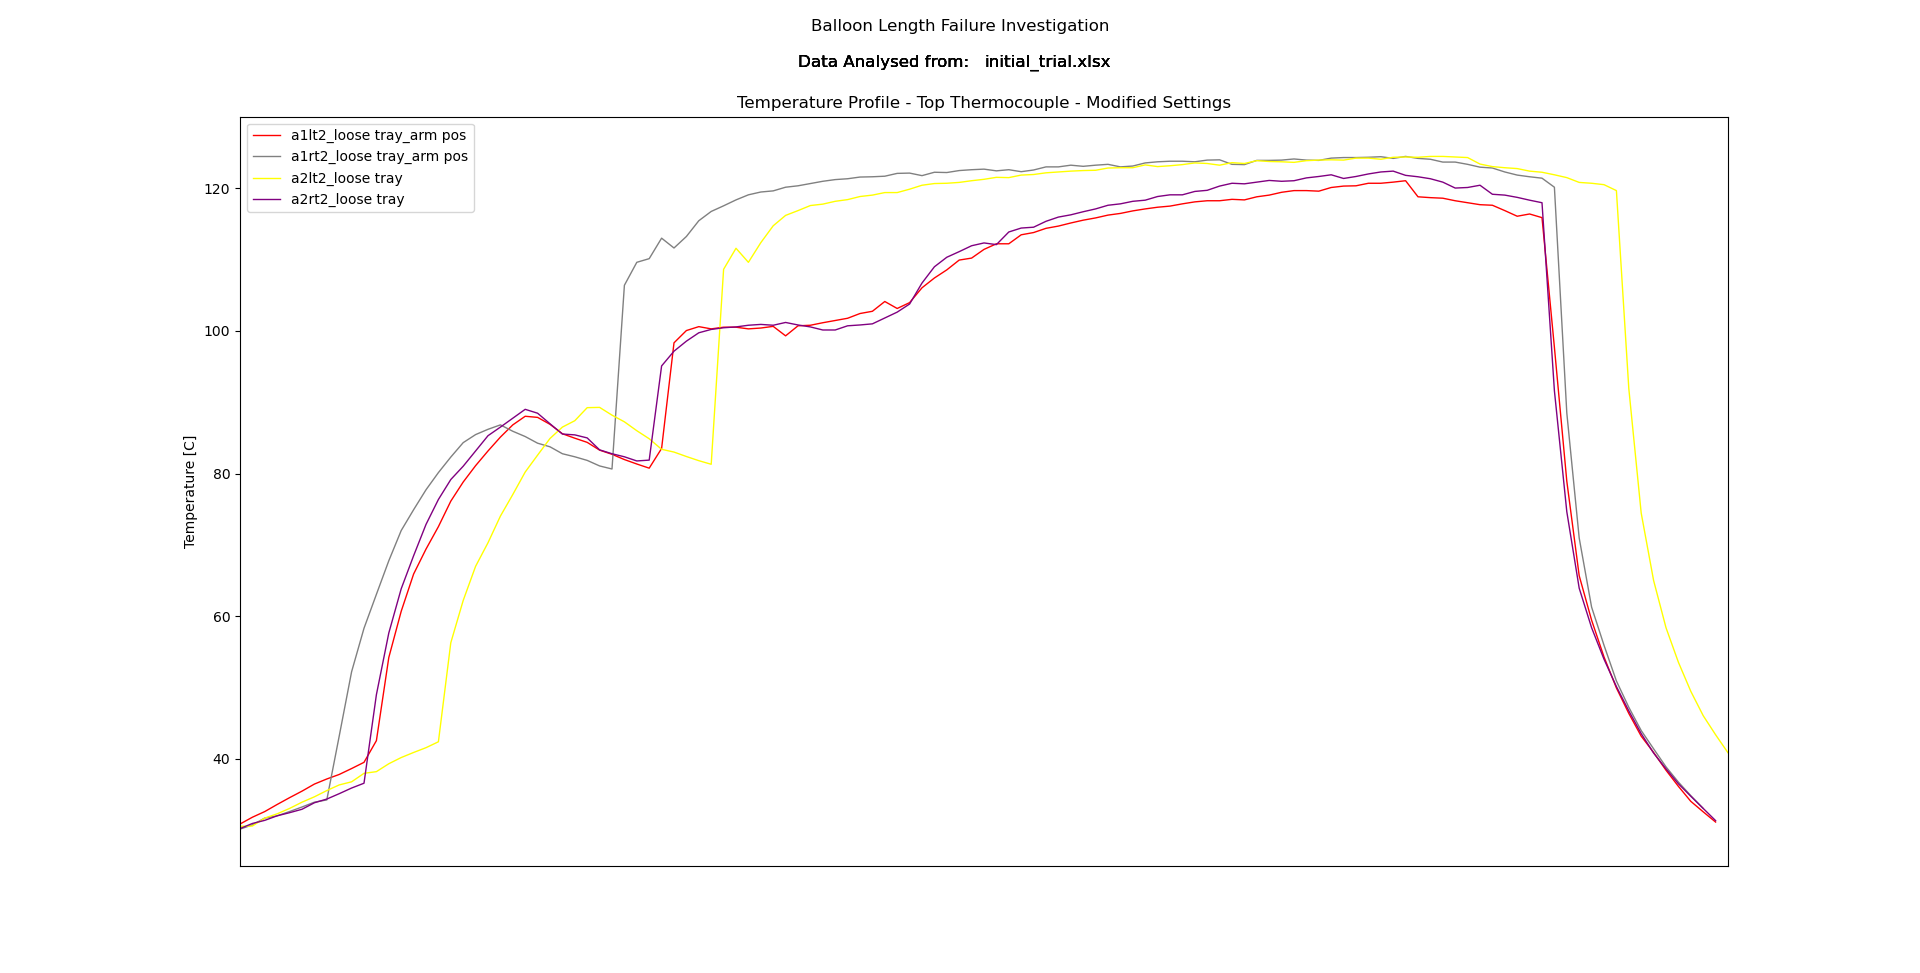 Balloon Length Failure Investigation
Data Analysed from: initial_trial.xlsx
Temperature Profile - Top Thermocouple - Modified Settings
a1lt2_loose tray_arm pos
a1rt2_loose tray_arm pos
a2lt2_loose tray
a2rt2_loose tray
120
100
80
60
40
Temperature [C]